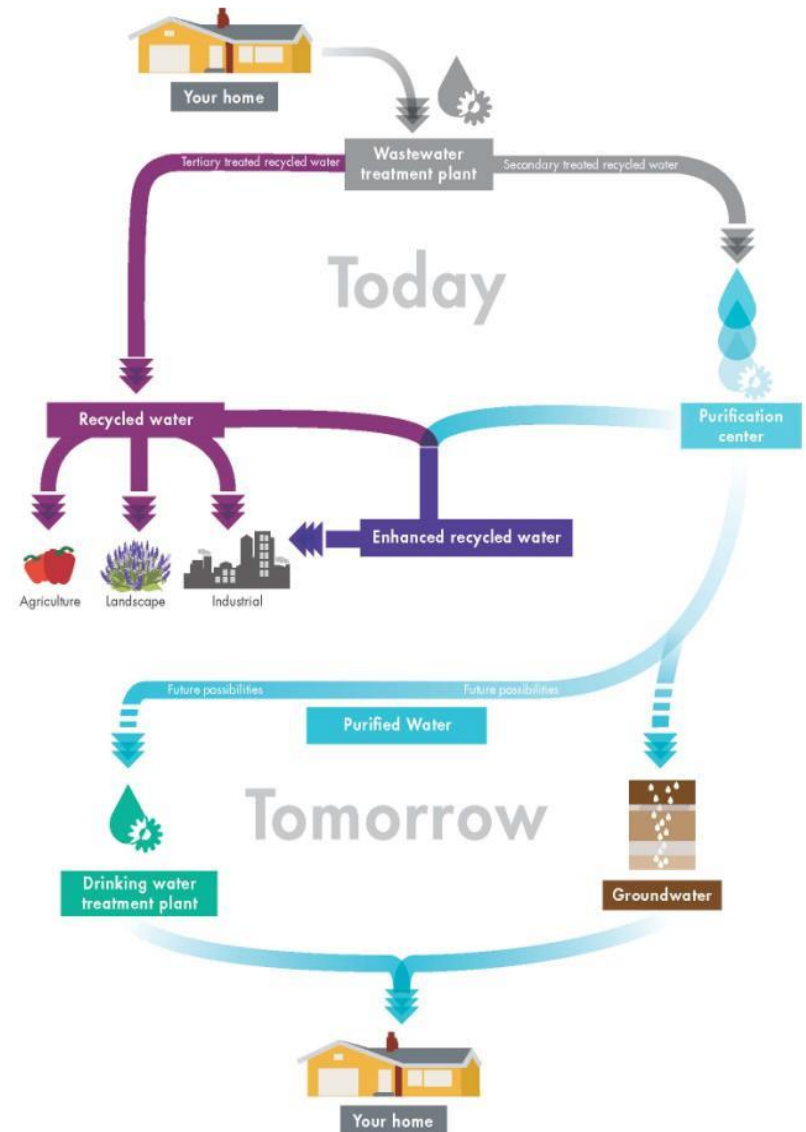 Your home
Wastewater
treatment plant
Tertiary treated recycled water
Secondary treated recycled water
Today
Recycled water
Purification
center
Enhanced recycled water
Agriculture
Landscape
Industrial
Future possibilities
Future possibilities
Purified Water
Tomorrow
Drinking water
treatment plant
Groundwater
Your home